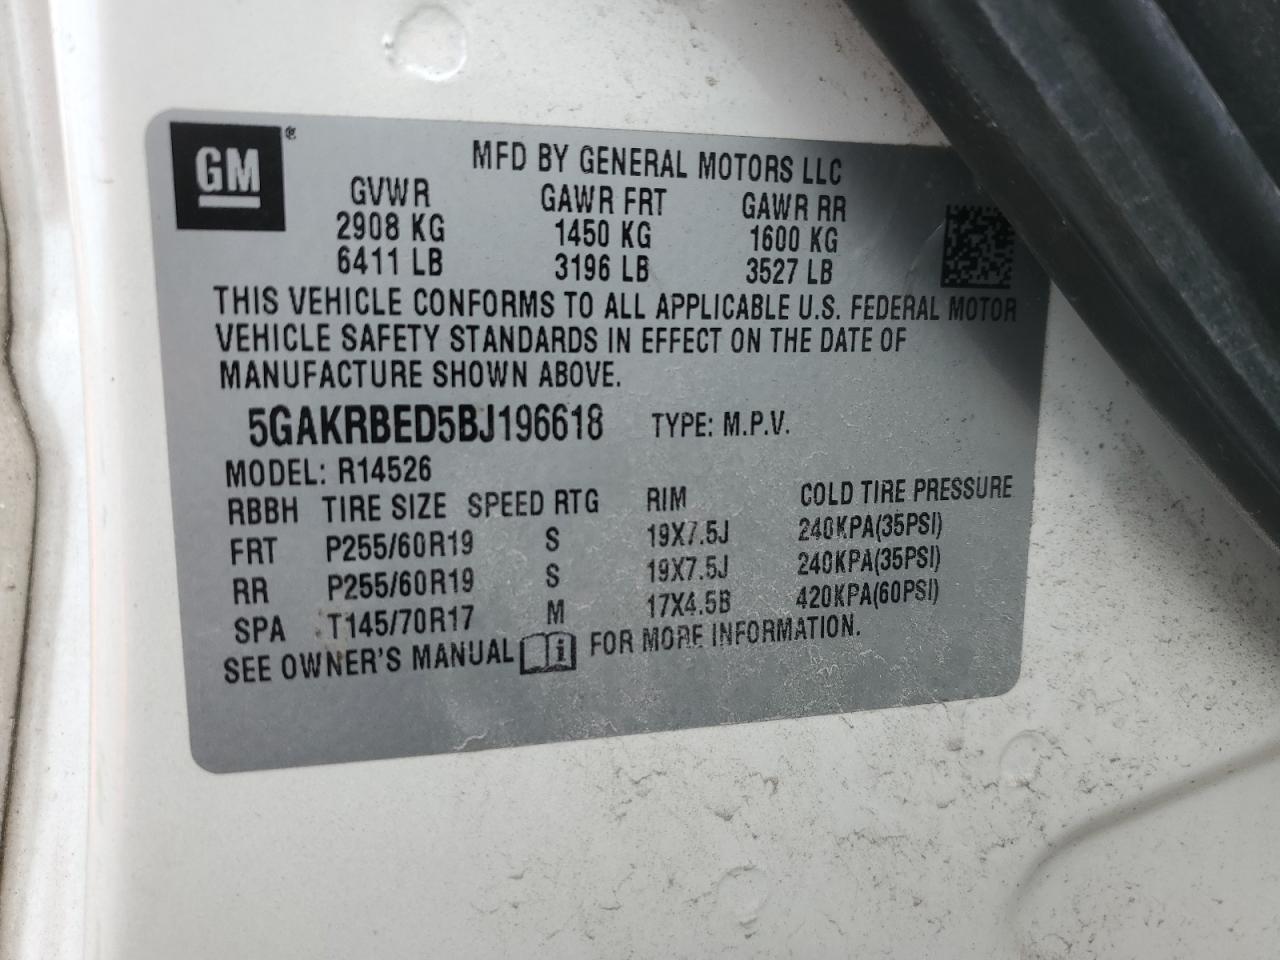 GM®
MFD BY GENERAL MOTORS LLC
GVWR GAWR FRT GAWR RR
2908 KG 1450 KG 1600 KG
6411 LB 3196 LB 3527 LB
THIS VEHICLE CONFORMS TO ALL APPLICABLE U.S. FEDERAL MOTOR
VEHICLE SAFETY STANDARDS IN EFFECT ON THE DATE OF
MANUFACTURE SHOWN ABOVE.
5GAKRBED5BJ196618 TYPE: M.P.V.
MODEL: R14526
RBBH TIRE SIZE SPEED RTG RIM COLD TIRE PRESSURE
FRT P255/60R19 S 19X7.5J 240KPA(35PSI)
RR P255/60R19 S 19X7.5J 240KPA(35PSI)
SPA T145/70R17 M 17X4.5B 420KPA(60PSI)
SEE OWNER'S MANUAL i FOR MORE INFORMATION.